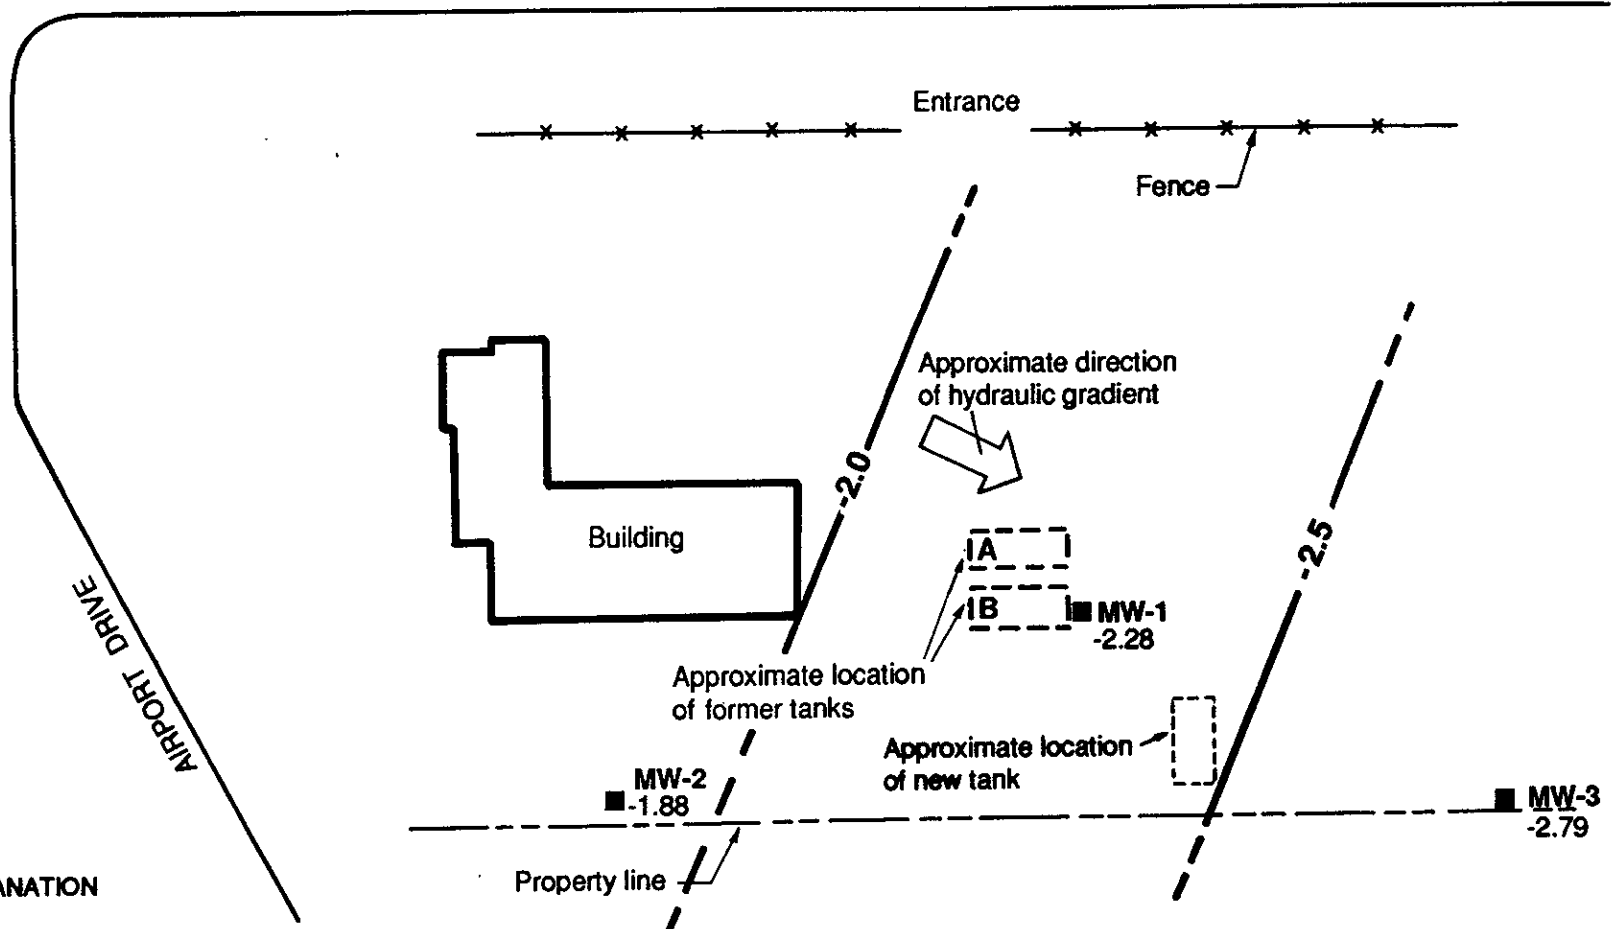 Entrance
Fence
Approximate direction
of hydraulic gradient
-2.0
-2.5
Building
A
B
MW-1
-2.28
AIRPORT DRIVE
Approximate location
of former tanks
Approximate location
of new tank
MW-2
-1.88
MW-3
-2.79
Property line
ANATION